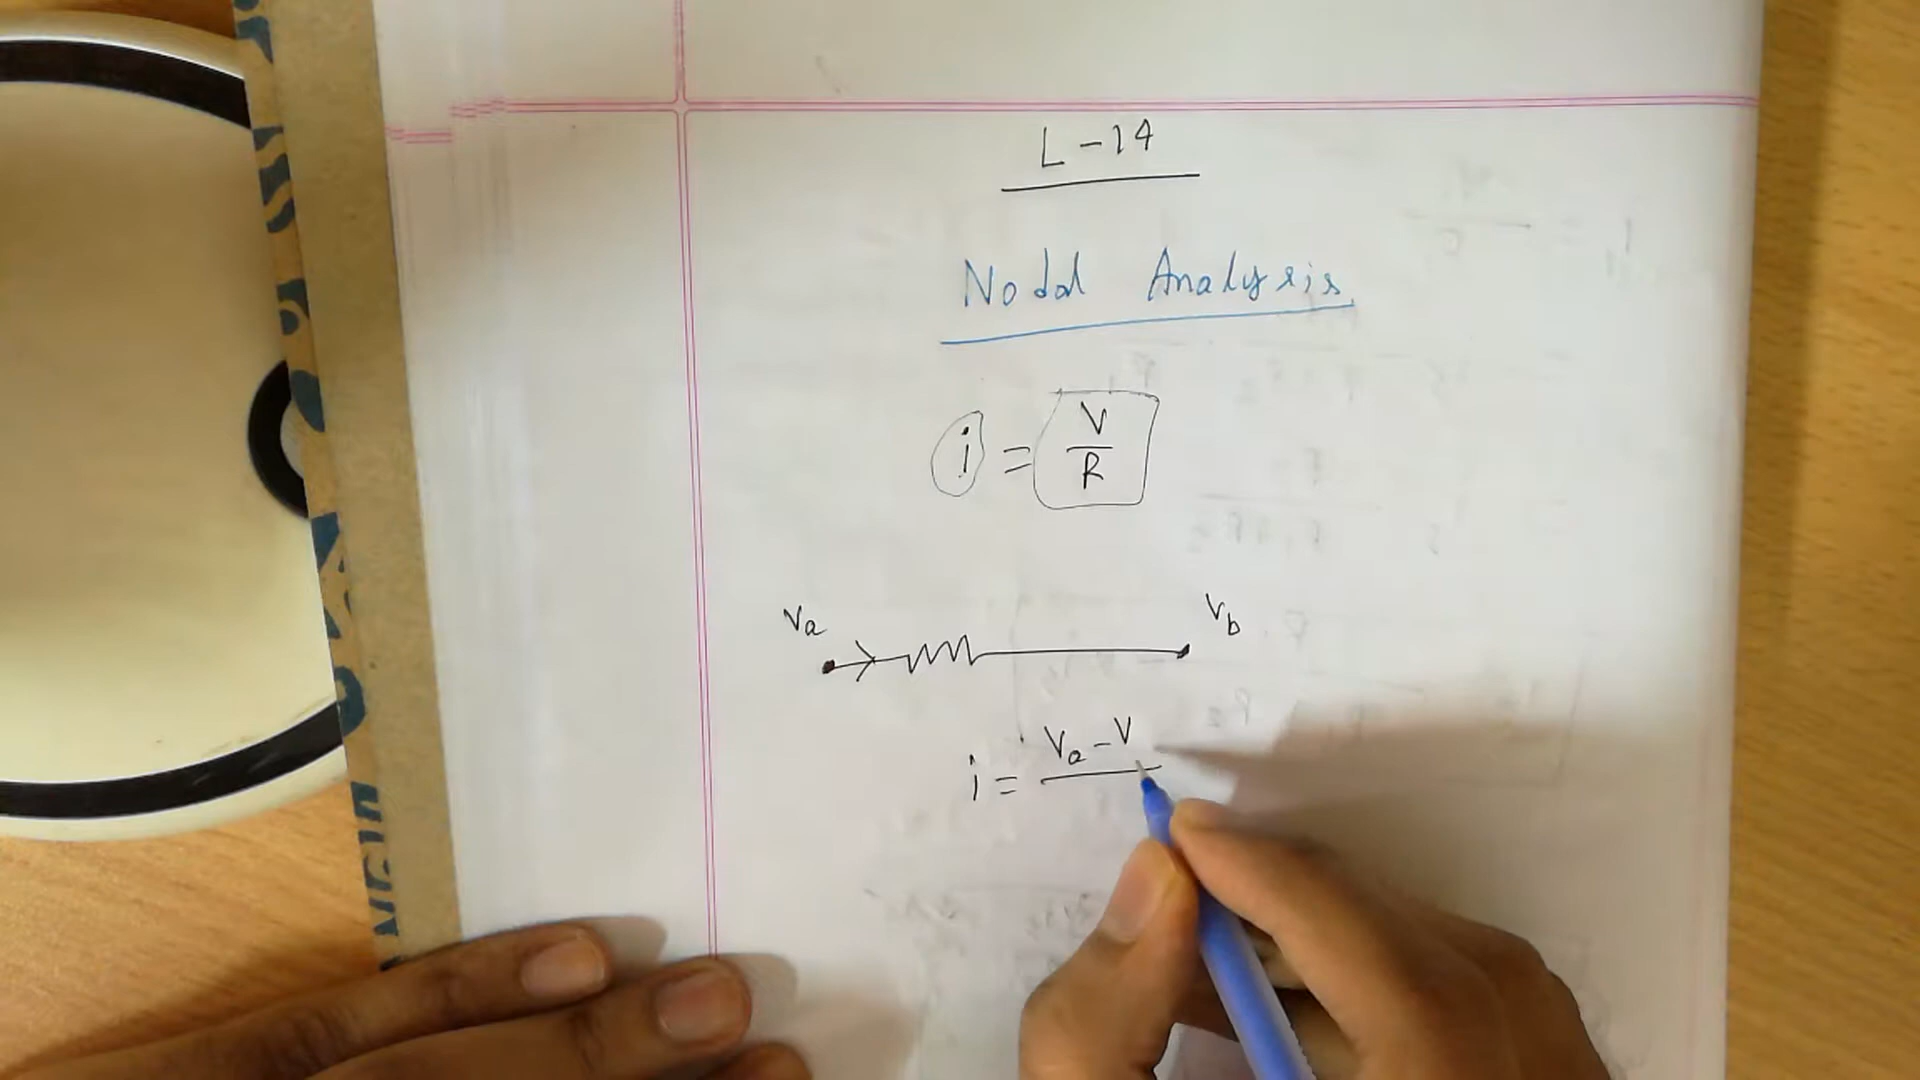 L-14
Nodal Analysis
i = V/R
Va Vb
i = Va - V